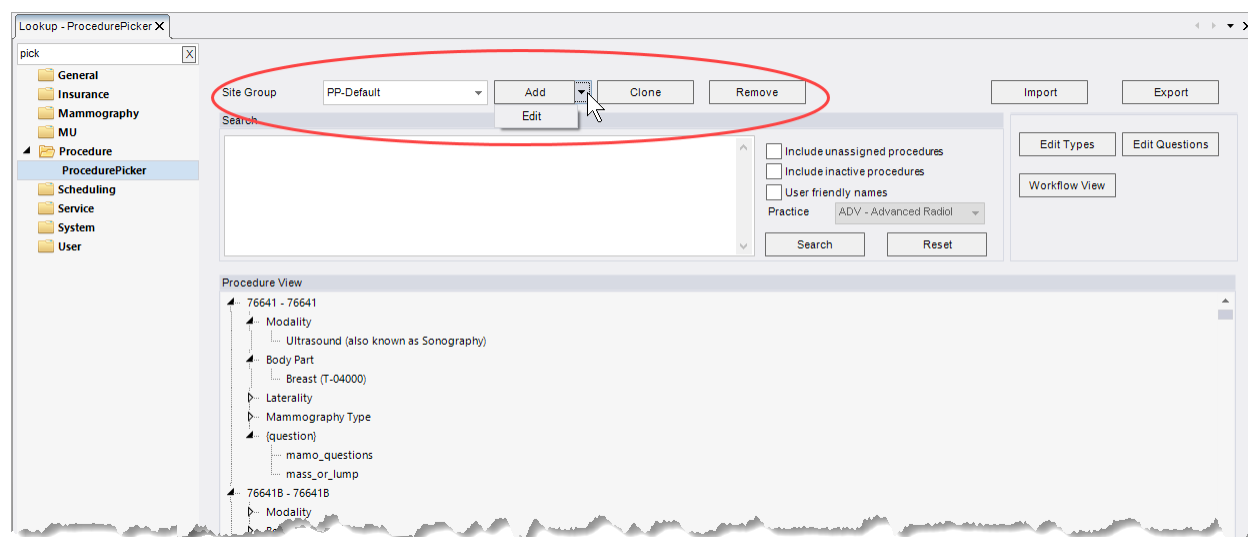 Lookup - ProcedurePicker X
pick X
General
Insurance
Mammography
MU
Procedure
ProcedurePicker
Scheduling
Service
System
User
Site Group PP-Default Add Clone Remove Import Export
Edit
Search
Include unassigned procedures
Include inactive procedures
User friendly names
Practice ADV - Advanced Radiol
Search Reset
Edit Types Edit Questions
Workflow View
Procedure View
76641 - 76641
Modality
Ultrasound (also known as Sonography)
Body Part
Breast (T-04000)
Laterality
Mammography Type
{question}
mamo_questions
mass_or_lump
76641B - 76641B
Modality